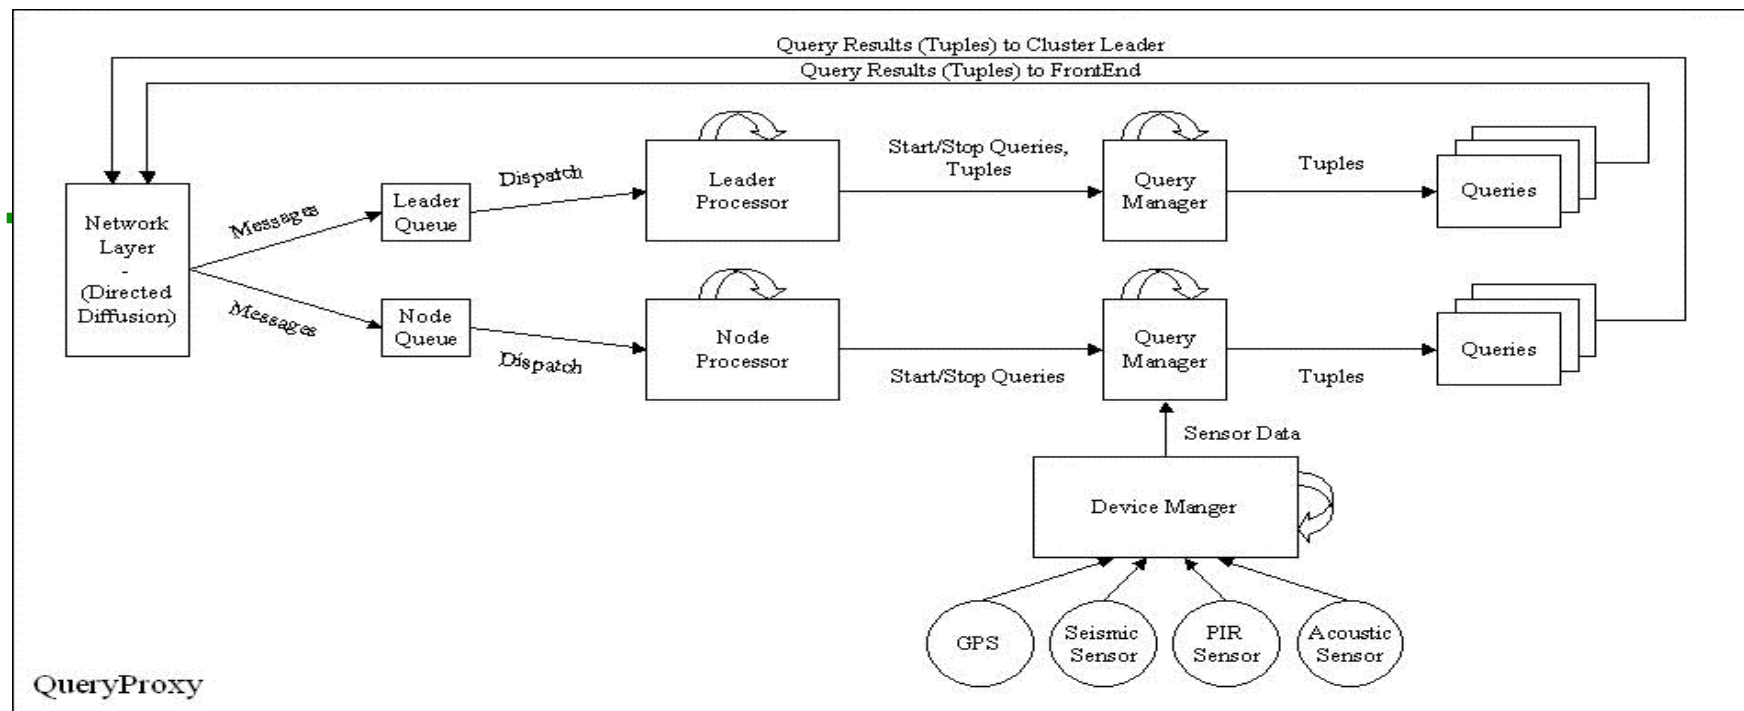 Query Results (Tuples) to Cluster Leader
Query Results (Tuples) to FrontEnd
Network
Layer
-
(Directed
Diffusion)
Messages
Messages
Leader
Queue
Dispatch
Leader
Processor
Start/Stop Queries,
Tuples
Query
Manager
Tuples
Queries
Node
Queue
Dispatch
Node
Processor
Start/Stop Queries
Query
Manager
Tuples
Queries
Sensor Data
Device Manger
GPS
Seismic
Sensor
PIR
Sensor
Acoustic
Sensor
QueryProxy